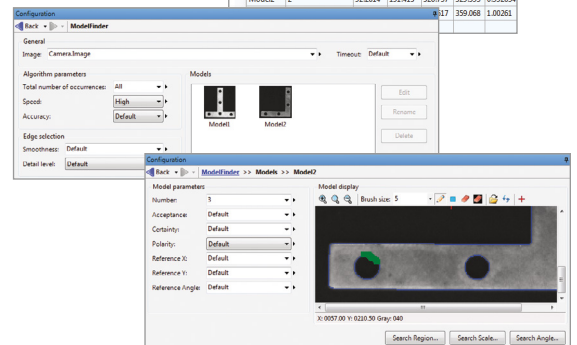 Model2 2
517 359.068 1.00261
Configuration
Back ModelFinder
General
Image: Camera.Image Timeout: Default
Algorithm parameters Models
Total number of occurrences: All
Speed: High
Accuracy: Default
Model1 Model2
Edit
Rename
Delete
Edge selection
Smoothness: Default
Detail level: Default
Configuration
Back ModelFinder >> Models >> Model2
Model parameters Model display
Number: 3 Brush size: 5
Acceptance: Default
Certainty: Default
Polarity: Default
Reference X: Default
Reference Y: Default
Reference Angle: Default
X: 0057.00 Y: 0210.50 Gray: 040
Search Region... Search Scale... Search Angle...